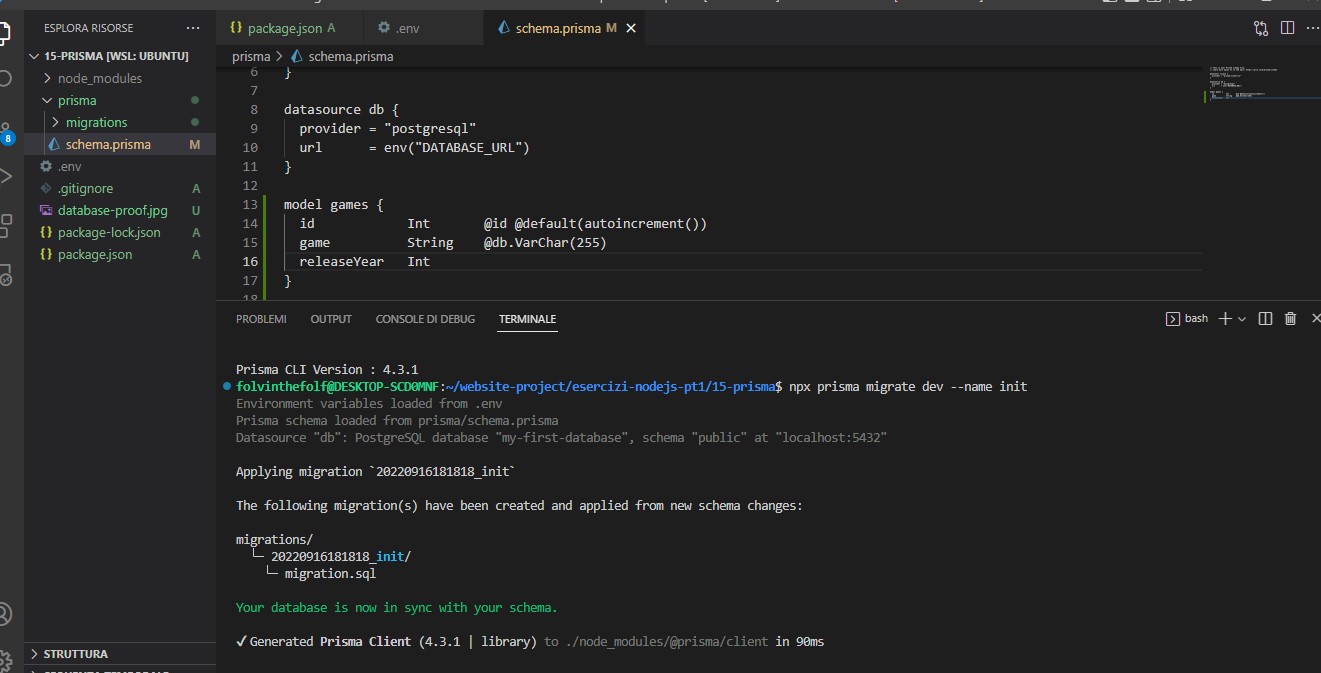 ESPLORA RISORSE ···
15-PRISMA [WSL: UBUNTU]
node_modules
prisma
migrations
schema.prisma M
.env
.gitignore A
database-proof.jpg U
package-lock.json A
package.json A
STRUTTURA
8
package.json A
.env
schema.prisma M
prisma > schema.prisma
6 }
7
8 datasource db {
9 provider = "postgresql"
10 url = env("DATABASE_URL")
11 }
12
13 model games {
14 id Int @id @default(autoincrement())
15 game String @db.VarChar(255)
16 releaseYear Int
17 }
18
PROBLEMI OUTPUT CONSOLE DI DEBUG TERMINALE
bash
Prisma CLI Version : 4.3.1
folvinthefolf@DESKTOP-SCD0MNF:~/website-project/esercizi-nodejs-pt1/15-prisma$ npx prisma migrate dev --name init
Environment variables loaded from .env
Prisma schema loaded from prisma/schema.prisma
Datasource "db": PostgreSQL database "my-first-database", schema "public" at "localhost:5432"
Applying migration `20220916181818_init`
The following migration(s) have been created and applied from new schema changes:
migrations/
└─ 20220916181818_init/
└─ migration.sql
Your database is now in sync with your schema.
✔ Generated Prisma Client (4.3.1 | library) to ./node_modules/@prisma/client in 90ms